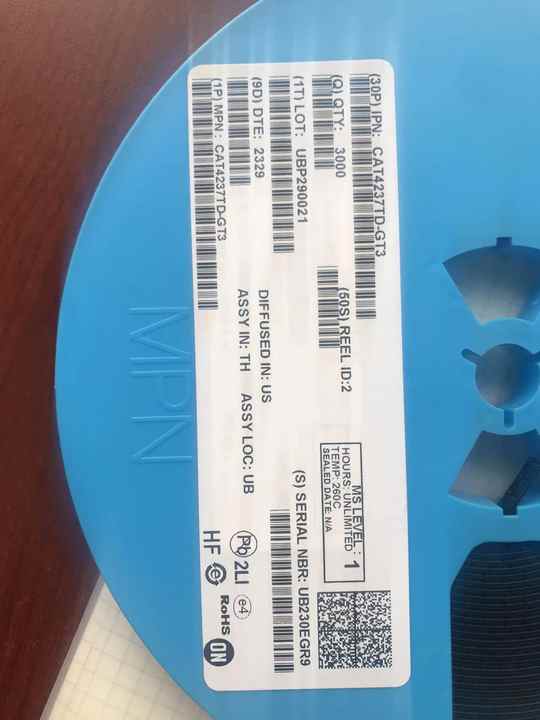 (30P) IPN: CAT4237TD-GT3
(Q) QTY: 3000
(50S) REEL ID:2
(1T) LOT: UBP290021
(9D) DTE: 2329
(1P) MPN: CAT4237TD-GT3
DIFFUSED IN: US
ASSY IN: TH ASSY LOC: UB
MS LEVEL : 1
HOURS: UNLIMITED
TEMP: 260C
SEALED DATE: N/A
(S) SERIAL NBR: UB230EGR9
Pb 2LI e4
HF e RoHS ON
MPN